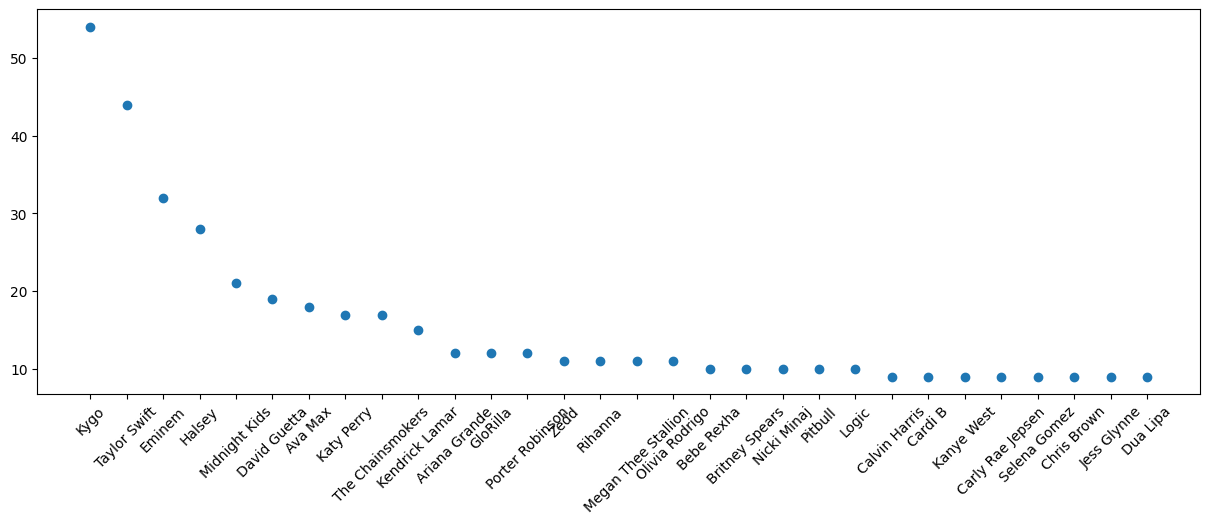 50
40
30
20
10
Kygo
Taylor Swift
Eminem
Halsey
Midnight Kids
David Guetta
Ava Max
Katy Perry
The Chainsmokers
Kendrick Lamar
Ariana Grande
GloRilla
Porter Robinson
Zedd
Rihanna
Megan Thee Stallion
Olivia Rodrigo
Bebe Rexha
Britney Spears
Nicki Minaj
Pitbull
Logic
Calvin Harris
Cardi B
Kanye West
Carly Rae Jepsen
Selena Gomez
Chris Brown
Jess Glynne
Dua Lipa